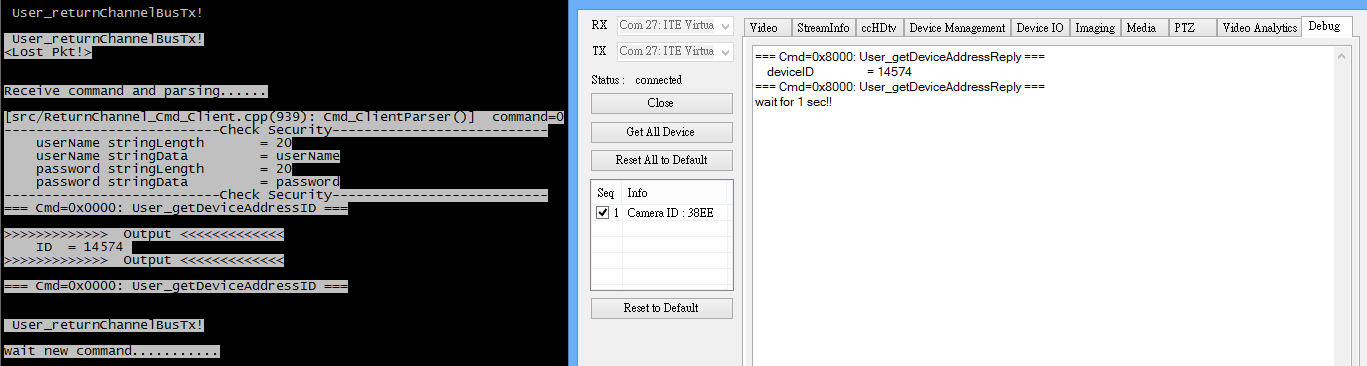 User_returnChannelBusTx!
User_returnChannelBusTx!
<Lost Pkt!>
Receive command and parsing......
[src/ReturnChannel_Cmd_Client.cpp(939): Cmd_ClientParser()]  command=0
---------------------------Check Security---------------------------
userName stringLength       = 20
userName stringData         = userName
password stringLength       = 20
password stringData         = password
---------------------------Check Security---------------------------
=== Cmd=0x0000: User_getDeviceAddressID ===
>>>>>>>>>>>>>  Output <<<<<<<<<<<<<
ID  = 14574
>>>>>>>>>>>>>  Output <<<<<<<<<<<<<
=== Cmd=0x0000: User_getDeviceAddressID ===
User_returnChannelBusTx!
wait new command...........
RX Com 27: ITE Virtua
TX Com 27: ITE Virtua
Status : connected
Close
Get All Device
Reset All to Default
Seq Info
1 Camera ID : 38EE
Reset to Default
Video StreamInfo ccHDtv Device Management Device IO Imaging Media PTZ Video Analytics Debug
=== Cmd=0x8000: User_getDeviceAddressReply ===
deviceID = 14574
=== Cmd=0x8000: User_getDeviceAddressReply ===
wait for 1 sec!!